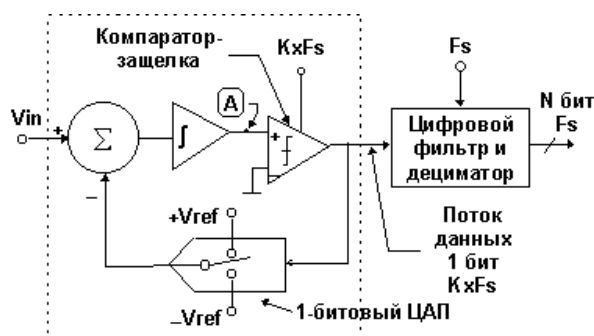 Компаратор-
защелка
KxFs
Fs
Vin
+
Σ
∫
A
+
N бит
Fs
Цифровой
фильтр и
дециматор
–
+Vref
–Vref
1-битовый ЦАП
Поток
данных
1 бит
KxFs